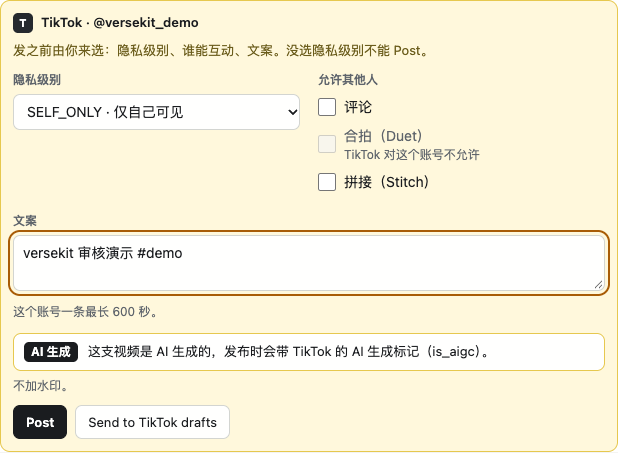 T TikTok · @versekit_demo
发之前由你来选：隐私级别、谁能互动、文案。没选隐私级别不能 Post。
隐私级别
SELF_ONLY · 仅自己可见
允许其他人
评论
合拍（Duet）
TikTok 对这个账号不允许
拼接（Stitch）
文案
versekit 审核演示 #demo
这个账号一条最长 600 秒。
AI 生成 这支视频是 AI 生成的，发布时会带 TikTok 的 AI 生成标记（is_aigc）。
不加水印。
Post Send to TikTok drafts